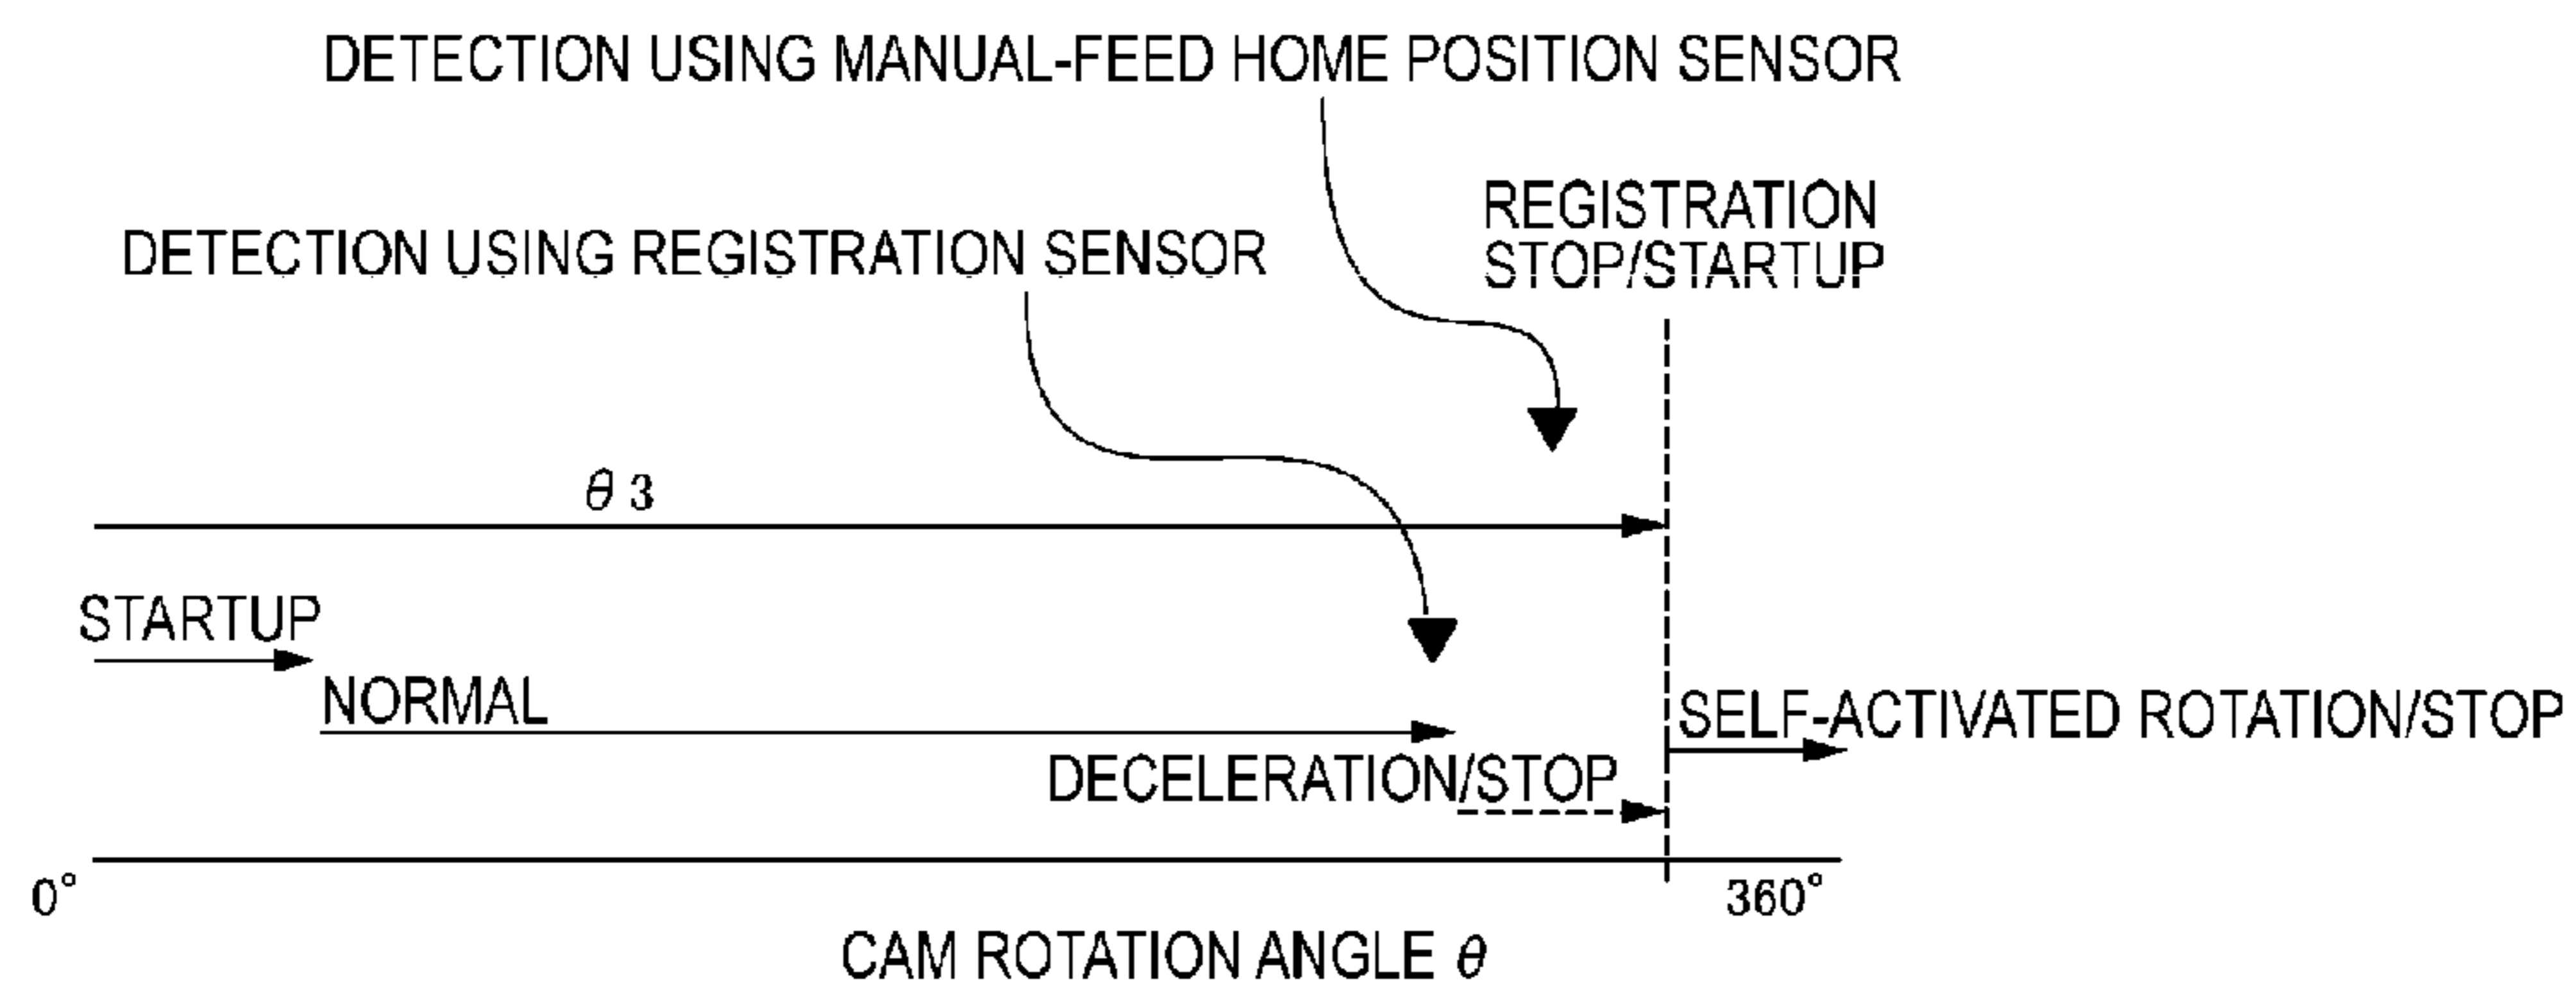 DETECTION USING MANUAL-FEED HOME POSITION SENSOR
REGISTRATION
STOP/STARTUP
DETECTION USING REGISTRATION SENSOR
θ 3
STARTUP
NORMAL
SELF-ACTIVATED ROTATION/STOP
DECELERATION/STOP
0°
360°
CAM ROTATION ANGLE θ